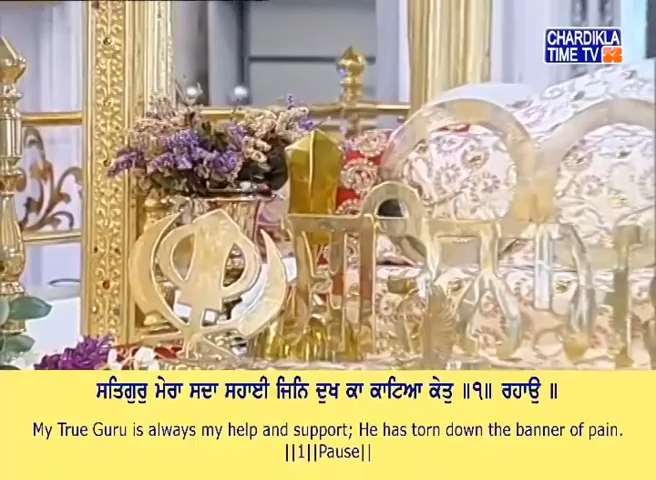 CHARDIKLA
TIME TV
ਸਤਿਗੁਰੁ ਮੇਰਾ ਸਦਾ ਸਹਾਈ ਜਿਨਿ ਦੁਖ ਕਾ ਕਾਟਿਆ ਕੇਤੁ ॥੧॥ ਰਹਾਉ ॥
My True Guru is always my help and support; He has torn down the banner of pain.
||1||Pause||